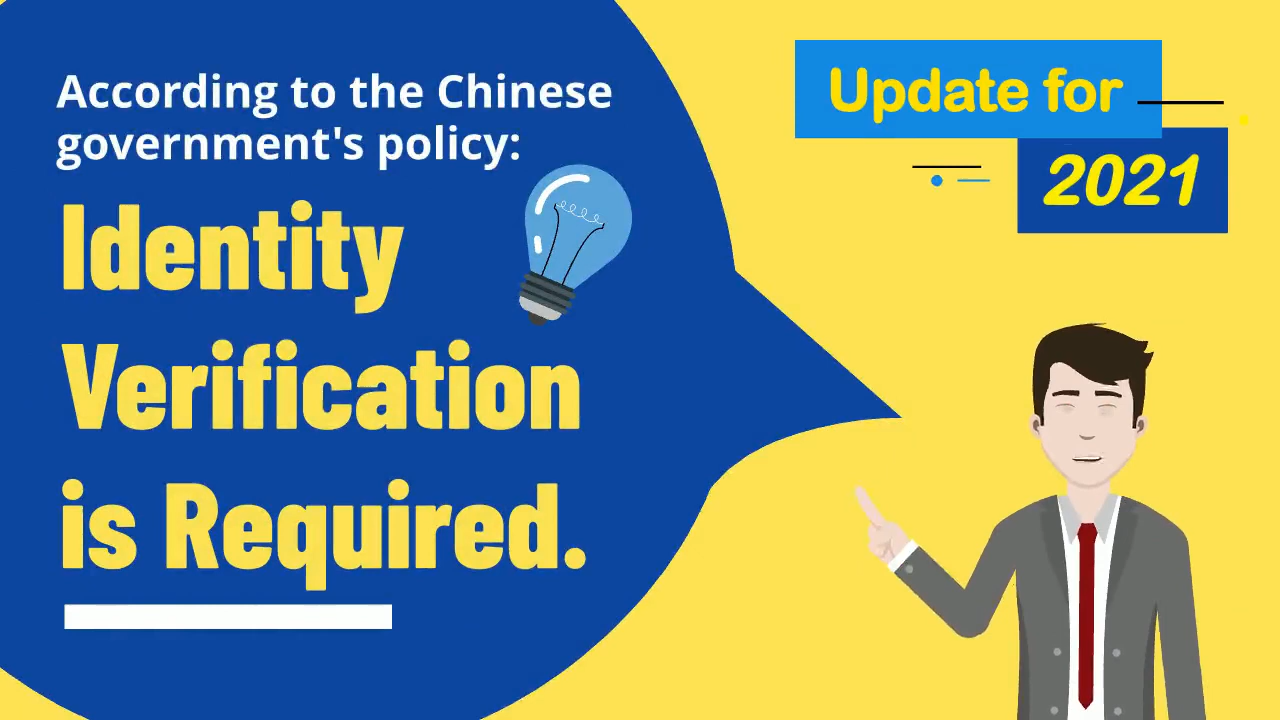 According to the Chinese
government's policy:
Identity
Verification
is Required.
Update for
2021